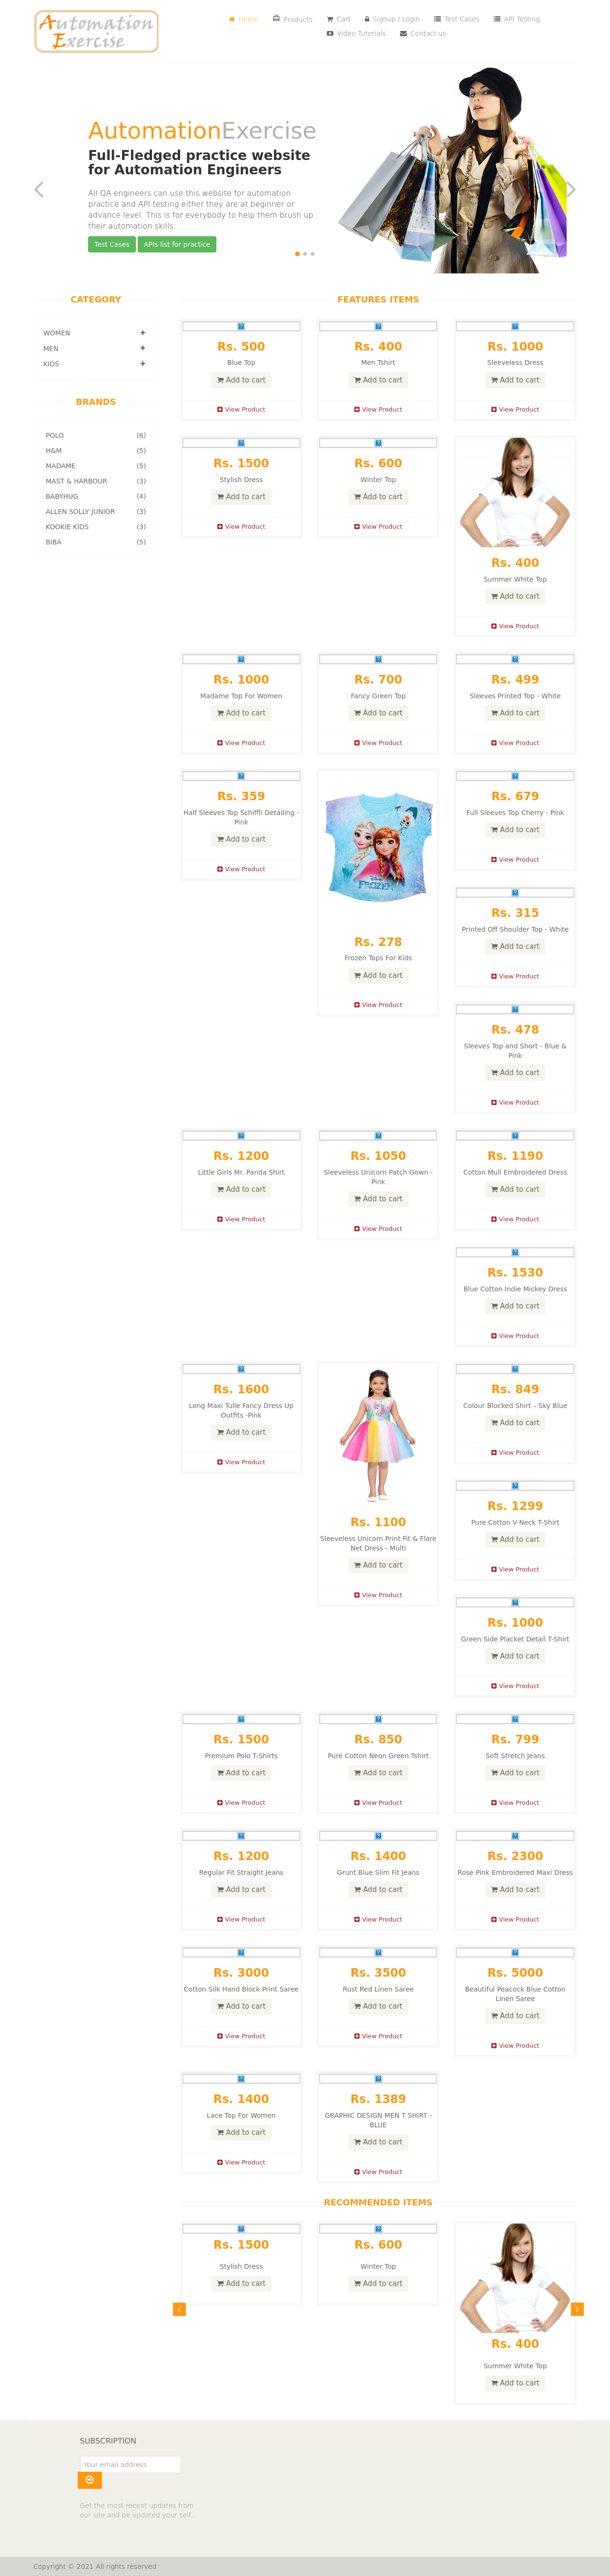 Automation
Exercise
Home
Products
Cart
Signup / Login
Test Cases
API Testing
Video Tutorials
Contact us
AutomationExercise
Full-Fledged practice website
for Automation Engineers
All QA engineers can use this website for automation
practice and API testing either they are at beginner or
advance level. This is for everybody to help them brush up
their automation skills.
Test Cases
APIs list for practice
CATEGORY
WOMEN
MEN
KIDS
BRANDS
POLO (6)
H&M (5)
MADAME (5)
MAST & HARBOUR (3)
BABYHUG (4)
ALLEN SOLLY JUNIOR (3)
KOOKIE KIDS (3)
BIBA (5)
FEATURES ITEMS
Rs. 500
Blue Top
Add to cart
View Product
Rs. 400
Men Tshirt
Add to cart
View Product
Rs. 1000
Sleeveless Dress
Add to cart
View Product
Rs. 1500
Stylish Dress
Add to cart
View Product
Rs. 600
Winter Top
Add to cart
View Product
Rs. 400
Summer White Top
Add to cart
View Product
Rs. 1000
Madame Top For Women
Add to cart
View Product
Rs. 700
Fancy Green Top
Add to cart
View Product
Rs. 499
Sleeves Printed Top - White
Add to cart
View Product
Rs. 359
Half Sleeves Top Schiffli Detailing -
Pink
Add to cart
View Product
FROZEN
Rs. 278
Frozen Tops For Kids
Add to cart
View Product
Rs. 679
Full Sleeves Top Cherry - Pink
Add to cart
View Product
Rs. 315
Printed Off Shoulder Top - White
Add to cart
View Product
Rs. 478
Sleeves Top and Short - Blue &
Pink
Add to cart
View Product
Rs. 1200
Little Girls Mr. Panda Shirt
Add to cart
View Product
Rs. 1050
Sleeveless Unicorn Patch Gown -
Pink
Add to cart
View Product
Rs. 1190
Cotton Mull Embroidered Dress
Add to cart
View Product
Rs. 1530
Blue Cotton Indie Mickey Dress
Add to cart
View Product
Rs. 1600
Long Maxi Tulle Fancy Dress Up
Outfits -Pink
Add to cart
View Product
Rs. 1100
Sleeveless Unicorn Print Fit & Flare
Net Dress - Multi
Add to cart
View Product
Rs. 849
Colour Blocked Shirt – Sky Blue
Add to cart
View Product
Rs. 1299
Pure Cotton V-Neck T-Shirt
Add to cart
View Product
Rs. 1000
Green Side Placket Detail T-Shirt
Add to cart
View Product
Rs. 1500
Premium Polo T-Shirts
Add to cart
View Product
Rs. 850
Pure Cotton Neon Green Tshirt
Add to cart
View Product
Rs. 799
Soft Stretch Jeans
Add to cart
View Product
Rs. 1200
Regular Fit Straight Jeans
Add to cart
View Product
Rs. 1400
Grunt Blue Slim Fit Jeans
Add to cart
View Product
Rs. 2300
Rose Pink Embroidered Maxi Dress
Add to cart
View Product
Rs. 3000
Cotton Silk Hand Block Print Saree
Add to cart
View Product
Rs. 3500
Rust Red Linen Saree
Add to cart
View Product
Rs. 5000
Beautiful Peacock Blue Cotton
Linen Saree
Add to cart
View Product
Rs. 1400
Lace Top For Women
Add to cart
View Product
Rs. 1389
GRAPHIC DESIGN MEN T SHIRT -
BLUE
Add to cart
View Product
RECOMMENDED ITEMS
Rs. 1500
Stylish Dress
Add to cart
Rs. 600
Winter Top
Add to cart
Rs. 400
Summer White Top
Add to cart
SUBSCRIPTION
Your email address
Get the most recent updates from
our site and be updated your self...
Copyright © 2021 All rights reserved